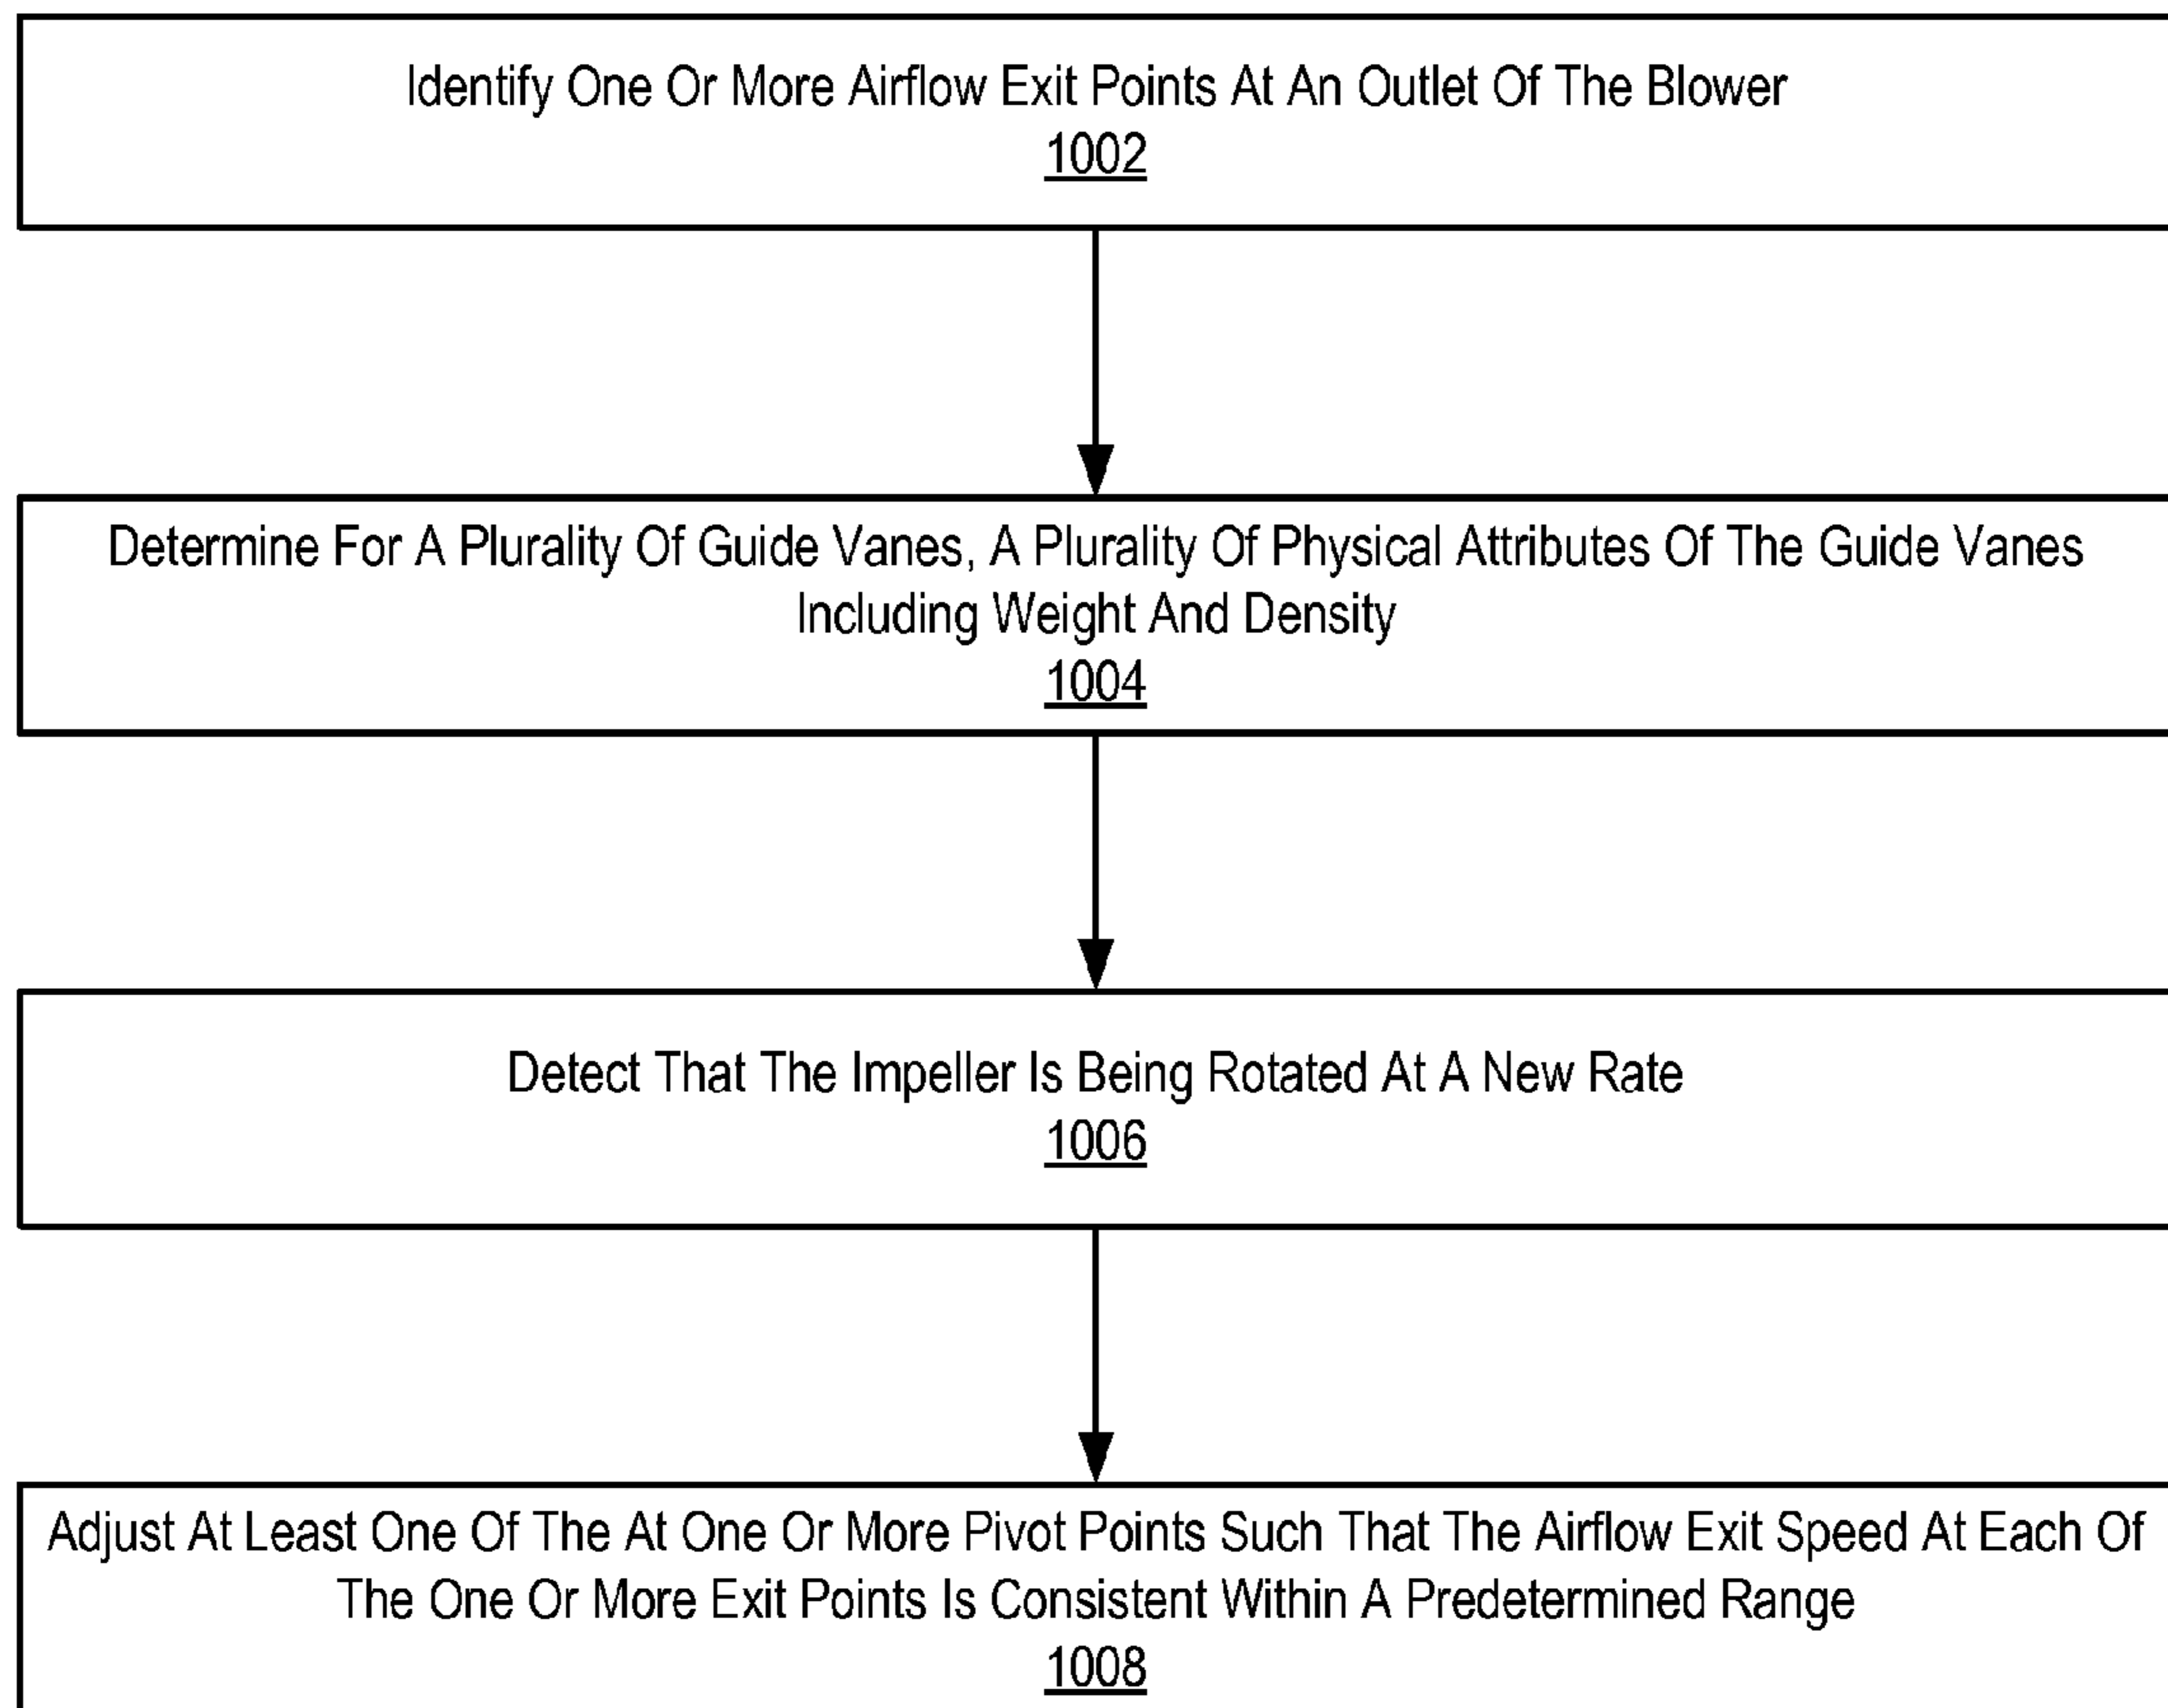 Identify One Or More Airflow Exit Points At An Outlet Of The Blower
1002
Determine For A Plurality Of Guide Vanes, A Plurality Of Physical Attributes Of The Guide Vanes
Including Weight And Density
1004
Detect That The Impeller Is Being Rotated At A New Rate
1006
Adjust At Least One Of The At One Or More Pivot Points Such That The Airflow Exit Speed At Each Of
The One Or More Exit Points Is Consistent Within A Predetermined Range
1008